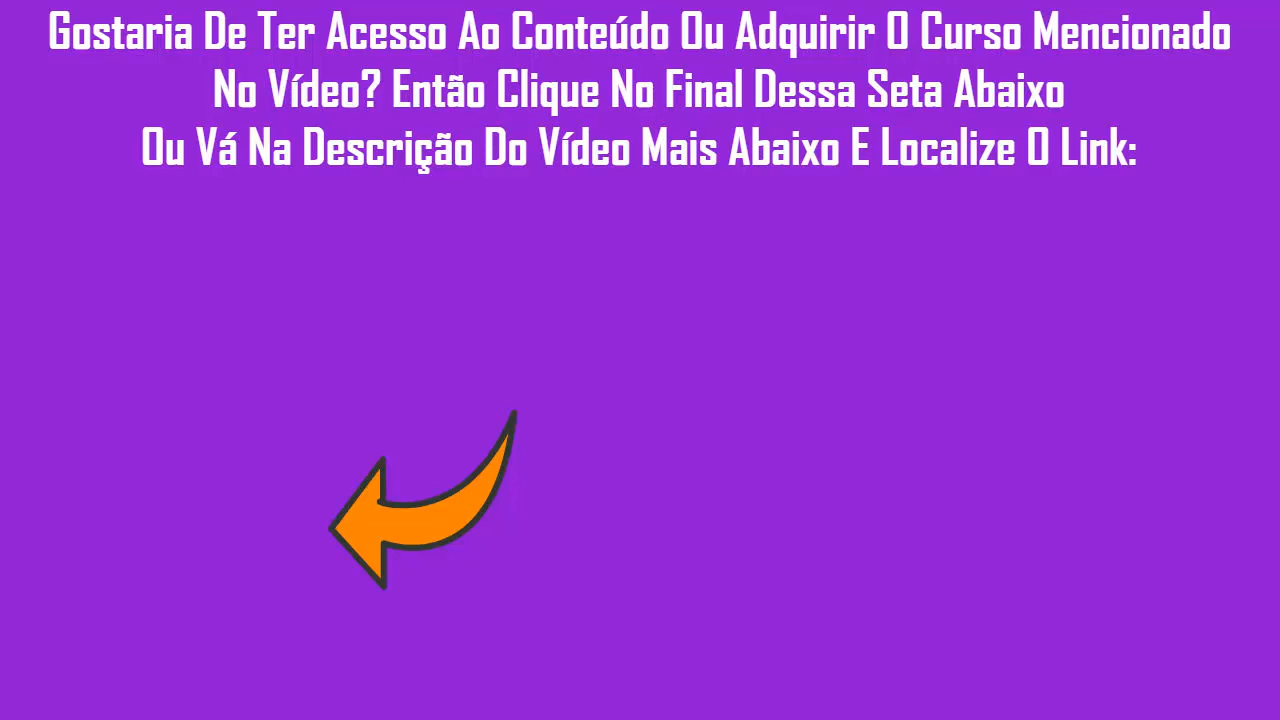 Gostaria De Ter Acesso Ao Conteúdo Ou Adquirir O Curso Mencionado
No Vídeo? Então Clique No Final Dessa Seta Abaixo
Ou Vá Na Descrição Do Vídeo Mais Abaixo E Localize O Link: